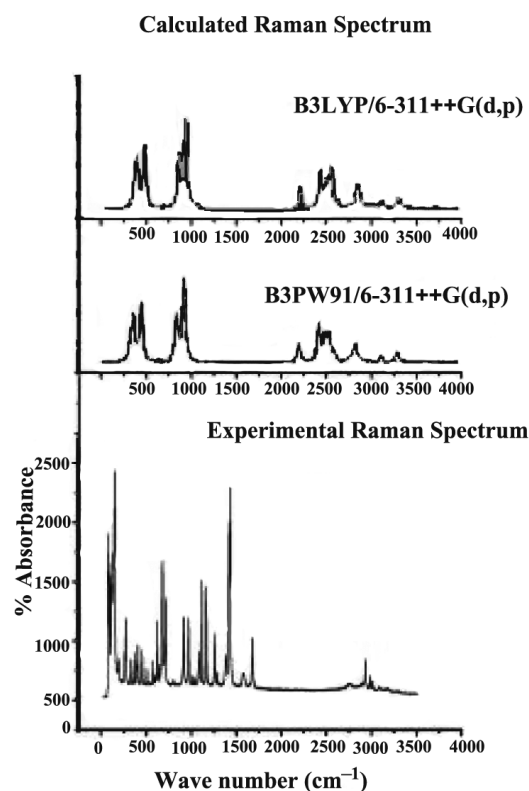 Calculated Raman Spectrum
B3LYP/6-311++G(d,p)
500 1000 1500 2000 2500 3000 3500 4000
B3PW91/6-311++G(d,p)
500 1000 1500 2000 2500 3000 3500 4000
Experimental Raman Spectrum
2500
2000
1500
1000
500
0
% Absorbance
0 500 1000 1500 2000 2500 3000 3500 4000
Wave number (cm⁻¹)